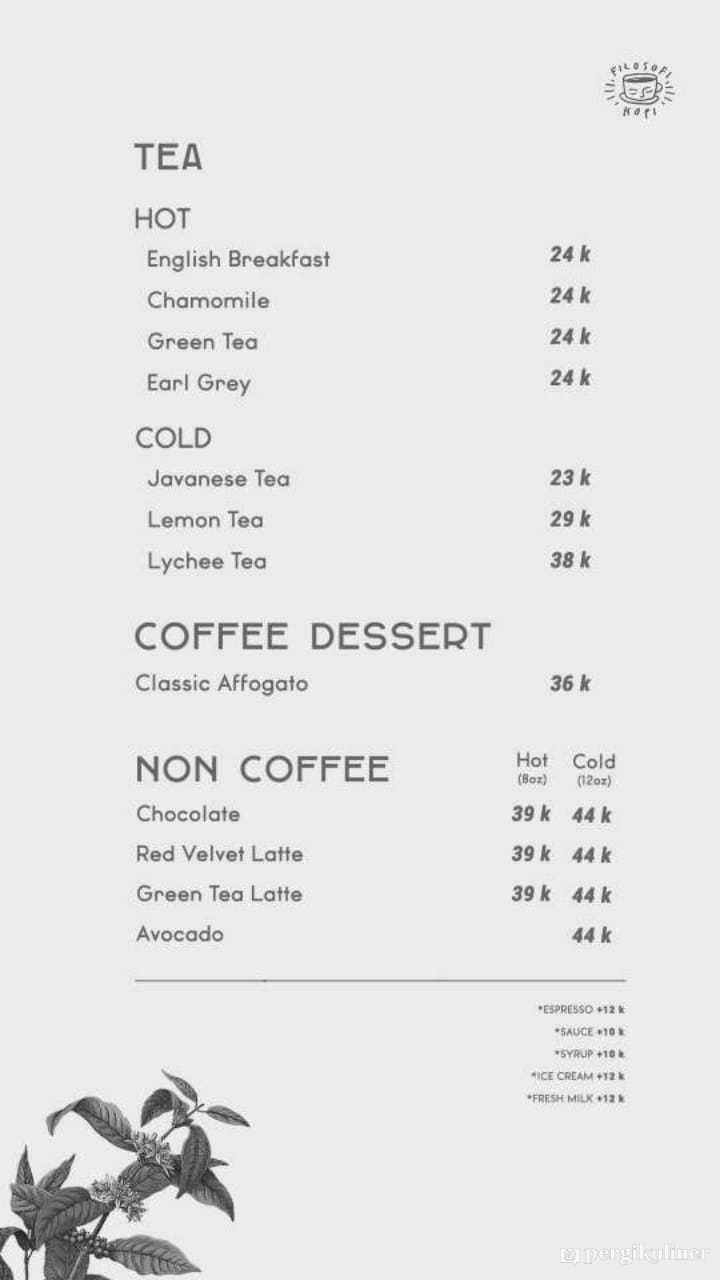 FILOSOFI
KOPI
TEA
HOT
English Breakfast 24 k
Chamomile 24 k
Green Tea 24 k
Earl Grey 24 k
COLD
Javanese Tea 23 k
Lemon Tea 29 k
Lychee Tea 38 k
COFFEE DESSERT
Classic Affogato 36 k
NON COFFEE Hot Cold
(8oz) (12oz)
Chocolate 39 k 44 k
Red Velvet Latte 39 k 44 k
Green Tea Latte 39 k 44 k
Avocado 44 k
*ESPRESSO +12 k
*SAUCE +10 k
*SYRUP +10 k
*ICE CREAM +12 k
*FRESH MILK +12 k
pergikuliner